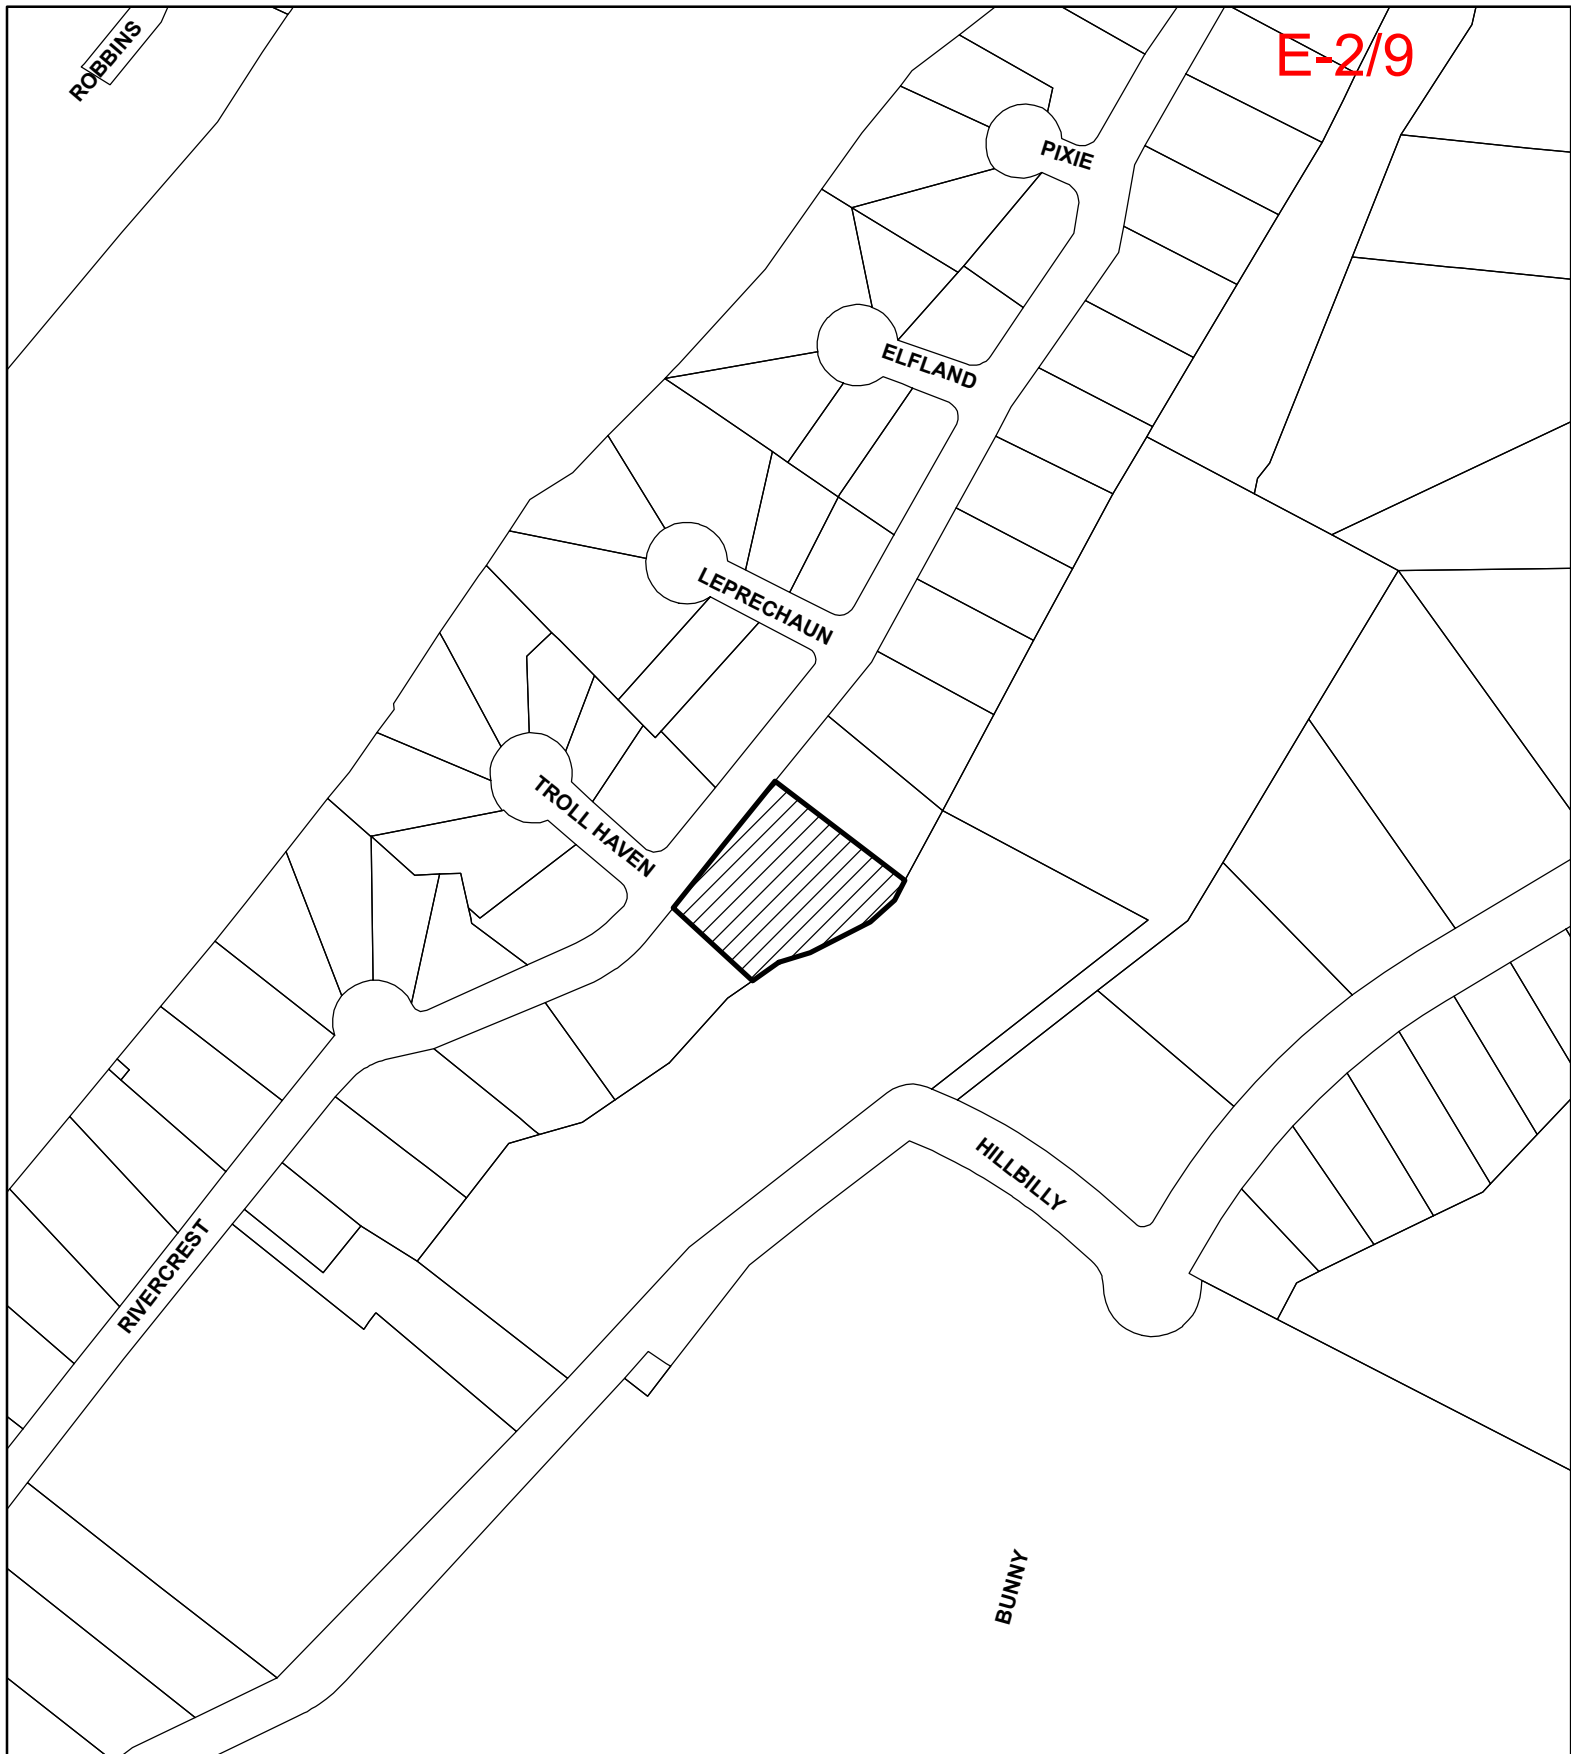 ROBBINS
E-2/9
PIXIE
ELFLAND
LEPRECHAUN
TROLL HAVEN
HILLBILLY
RIVERCREST
BUNNY